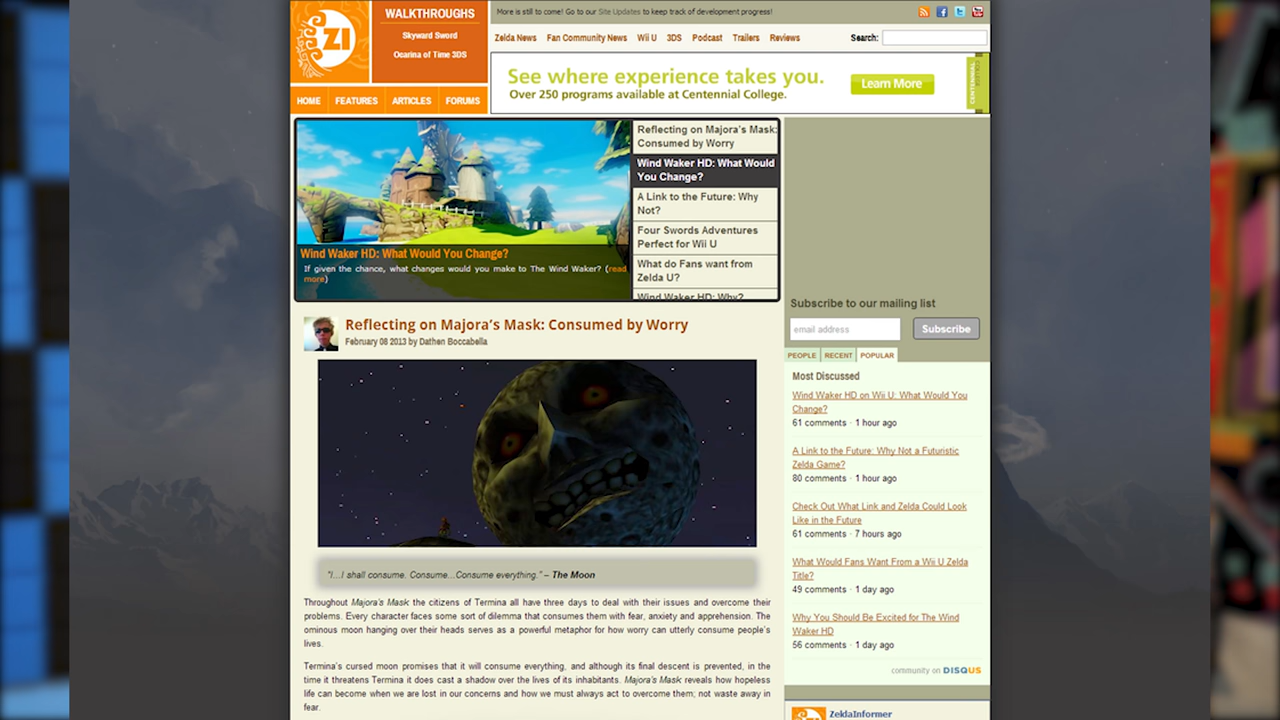 ZI
WALKTHROUGHS
Skyward Sword
Ocarina of Time 3DS
HOME
FEATURES
ARTICLES
FORUMS
More is still to come! Go to our Site Updates to keep track of development progress!
Zelda News
Fan Community News
Wii U
3DS
Podcast
Trailers
Reviews
Search:
See where experience takes you.
Over 250 programs available at Centennial College.
Learn More
CENTENNIAL
Wind Waker HD: What Would You Change?
If given the chance, what changes would you make to The Wind Waker? (read
more)
Reflecting on Majora's Mask:
Consumed by Worry
Wind Waker HD: What Would
You Change?
A Link to the Future: Why
Not?
Four Swords Adventures
Perfect for Wii U
What do Fans want from
Zelda U?
Wind Waker HD: Why?
Reflecting on Majora's Mask: Consumed by Worry
February 08 2013 by Dathen Boccabella
"I...I shall consume. Consume...Consume everything." – The Moon
Throughout Majora's Mask the citizens of Termina all have three days to deal with their issues and overcome their
problems. Every character faces some sort of dilemma that consumes them with fear, anxiety and apprehension. The
ominous moon hanging over their heads serves as a powerful metaphor for how worry can utterly consume people's
lives.
Termina's cursed moon promises that it will consume everything, and although its final descent is prevented, in the
time it threatens Termina it does cast a shadow over the lives of its inhabitants. Majora's Mask reveals how hopeless
life can become when we are lost in our concerns and how we must always act to overcome them; not waste away in
fear.
Subscribe to our mailing list
email address
Subscribe
PEOPLE
RECENT
POPULAR
Most Discussed
Wind Waker HD on Wii U: What Would You
Change?
61 comments · 1 hour ago
A Link to the Future: Why Not a Futuristic
Zelda Game?
80 comments · 1 hour ago
Check Out What Link and Zelda Could Look
Like in the Future
61 comments · 7 hours ago
What Would Fans Want From a Wii U Zelda
Title?
49 comments · 1 day ago
Why You Should Be Excited for The Wind
Waker HD
56 comments · 1 day ago
community on DISQUS
ZeldaInformer